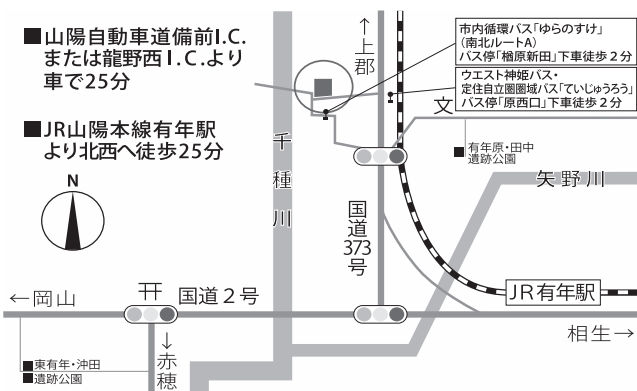 ■山陽自動車道備前I.C.
または龍野西I.C.より
車で25分
■JR山陽本線有年駅
より北西へ徒歩25分
N
↑上郡
市内循環バス「ゆらのすけ」
(南北ルートA)
バス停「楢原新田」下車徒歩2分
ウエスト神姫バス・
定住自立圏圏域バス「ていじゅうろう」
バス停「原西口」下車徒歩2分
文
■有年原・田中
遺跡公園
千種川
矢野川
国道373号
JR有年駅
←岡山
国道2号
相生→
↓赤穂
■東有年・沖田
■遺跡公園